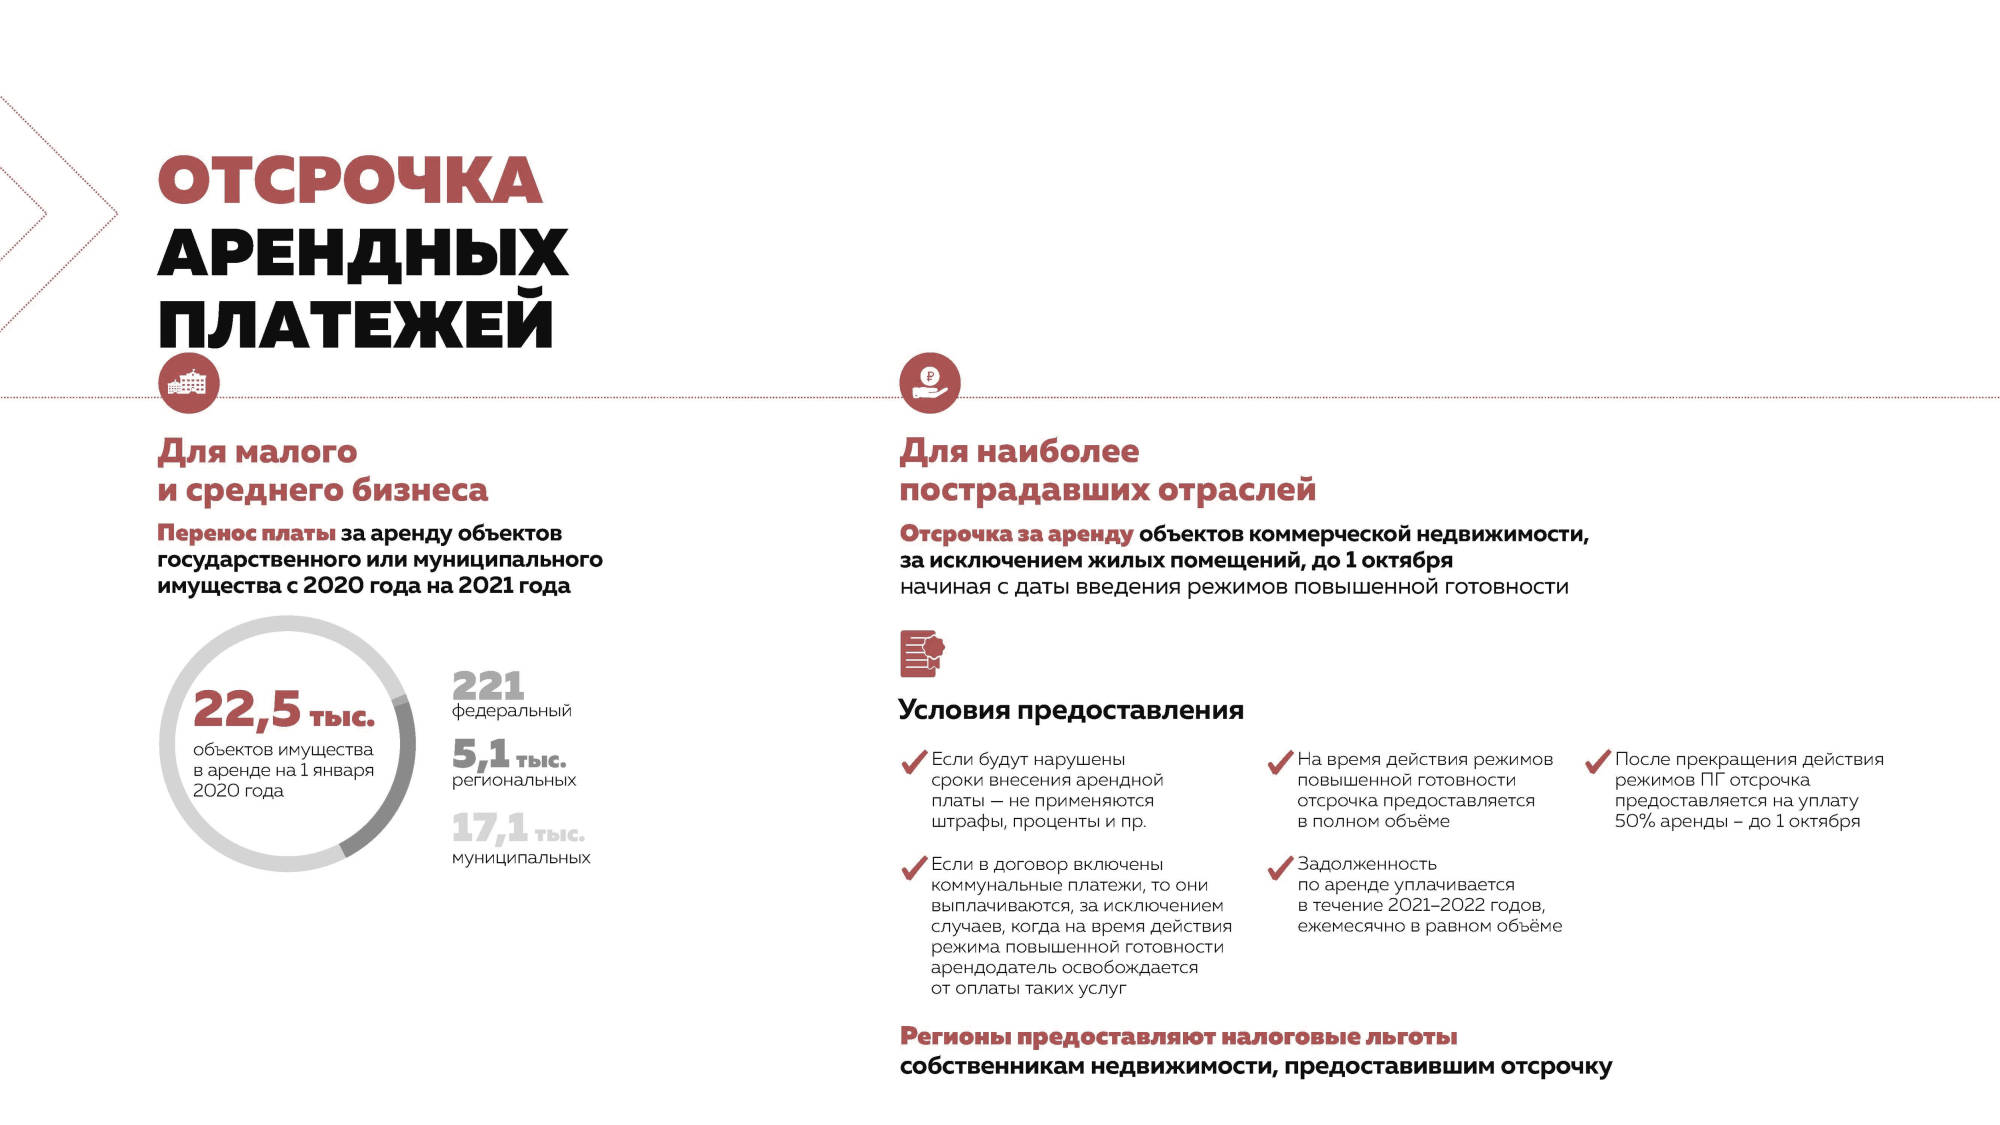 ОТСРОЧКА
АРЕНДНЫХ
ПЛАТЕЖЕЙ
Для малого
и среднего бизнеса
Перенос платы за аренду объектов
государственного или муниципального
имущества с 2020 года на 2021 года
22,5 тыс.
объектов имущества
в аренде на 1 января
2020 года
221
федеральный
5,1 тыс.
региональных
17,1 тыс.
муниципальных
₽
Для наиболее
пострадавших отраслей
Отсрочка за аренду объектов коммерческой недвижимости,
за исключением жилых помещений, до 1 октября
начиная с даты введения режимов повышенной готовности
Условия предоставления
Если будут нарушены
сроки внесения арендной
платы — не применяются
штрафы, проценты и пр.
На время действия режимов
повышенной готовности
отсрочка предоставляется
в полном объёме
После прекращения действия
режимов ПГ отсрочка
предоставляется на уплату
50% аренды – до 1 октября
Если в договор включены
коммунальные платежи, то они
выплачиваются, за исключением
случаев, когда на время действия
режима повышенной готовности
арендодатель освобождается
от оплаты таких услуг
Задолженность
по аренде уплачивается
в течение 2021–2022 годов,
ежемесячно в равном объёме
Регионы предоставляют налоговые льготы
собственникам недвижимости, предоставившим отсрочку